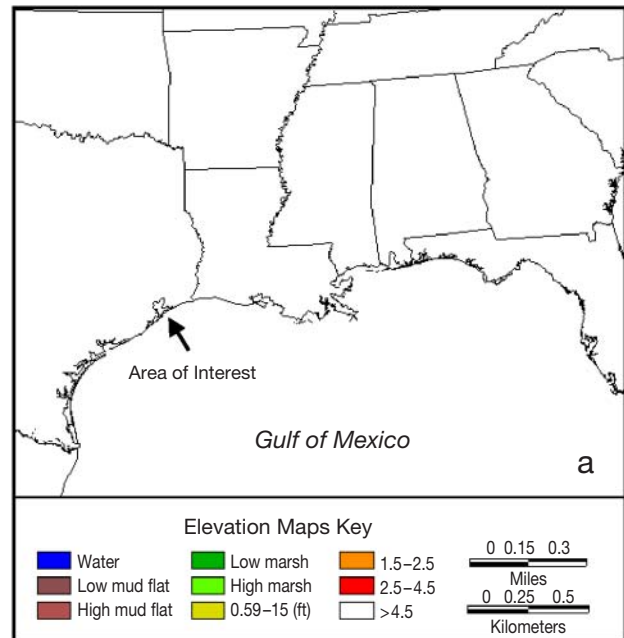 Area of Interest
Gulf of Mexico
a
Elevation Maps Key
Water
Low mud flat
High mud flat
Low marsh
High marsh
0.59–15 (ft)
1.5–2.5
2.5–4.5
>4.5
0 0.15 0.3
Miles
0 0.25 0.5
Kilometers